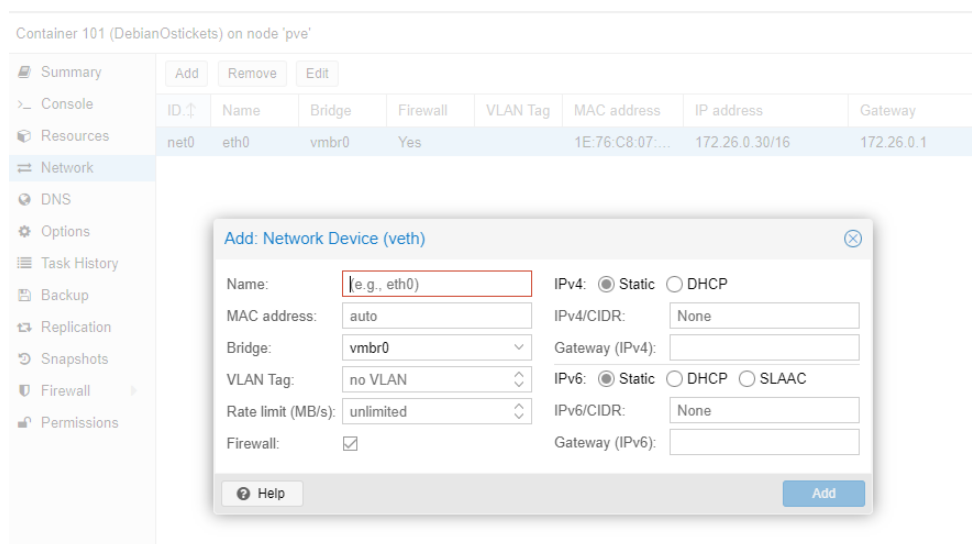 Container 101 (DebianOstickets) on node 'pve'
Summary
Console
Resources
Network
DNS
Options
Task History
Backup
Replication
Snapshots
Firewall
Permissions
Add Remove Edit
ID Name Bridge Firewall VLAN Tag MAC address IP address Gateway
net0 eth0 vmbr0 Yes 1E:76:C8:07:... 172.26.0.30/16 172.26.0.1
Add: Network Device (veth)
Name: (e.g., eth0)
MAC address: auto
Bridge: vmbr0
VLAN Tag: no VLAN
Rate limit (MB/s): unlimited
Firewall:
IPv4: Static DHCP
IPv4/CIDR: None
Gateway (IPv4):
IPv6: Static DHCP SLAAC
IPv6/CIDR: None
Gateway (IPv6):
Help
Add